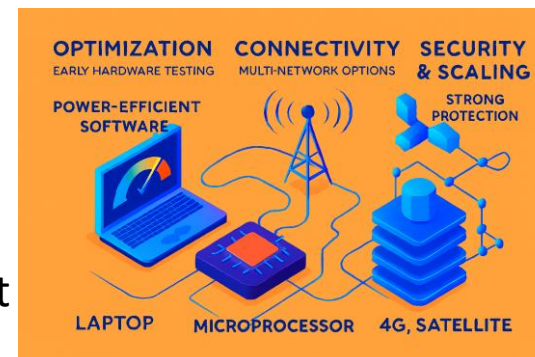 OPTIMIZATION
EARLY HARDWARE TESTING
POWER-EFFICIENT
SOFTWARE
CONNECTIVITY
MULTI-NETWORK OPTIONS
SECURITY
& SCALING
STRONG
PROTECTION
t
LAPTOP
MICROPROCESSOR
4G, SATELLITE